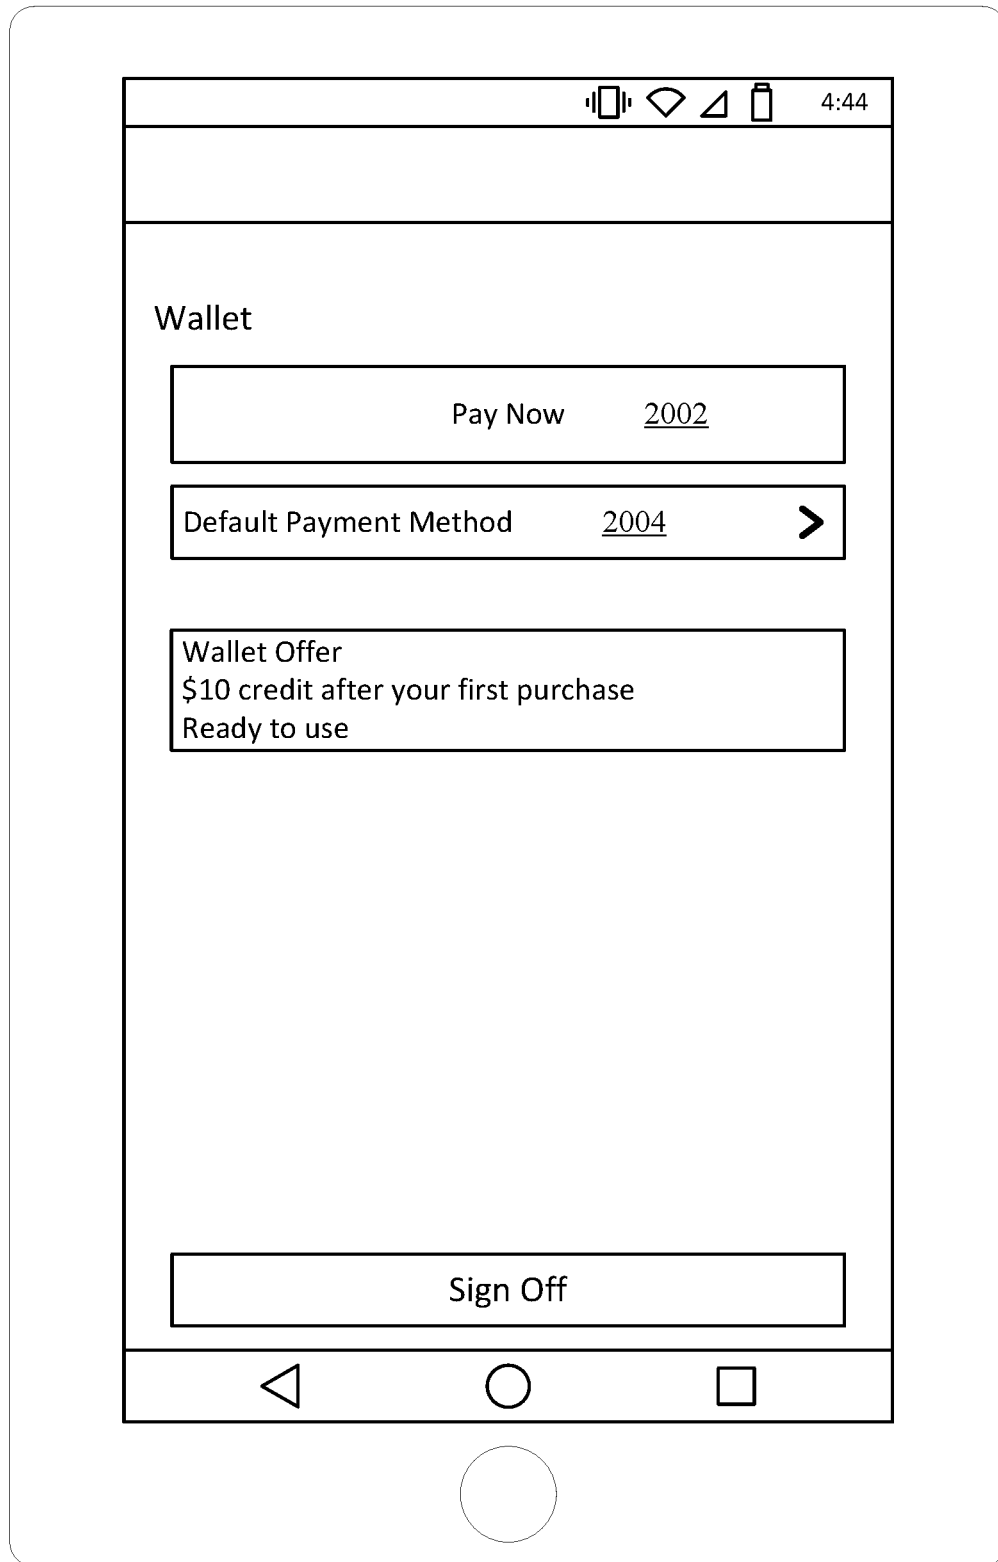 4:44
Wallet
Pay Now 2002
Default Payment Method 2004
Wallet Offer
$10 credit after your first purchase
Ready to use
Sign Off